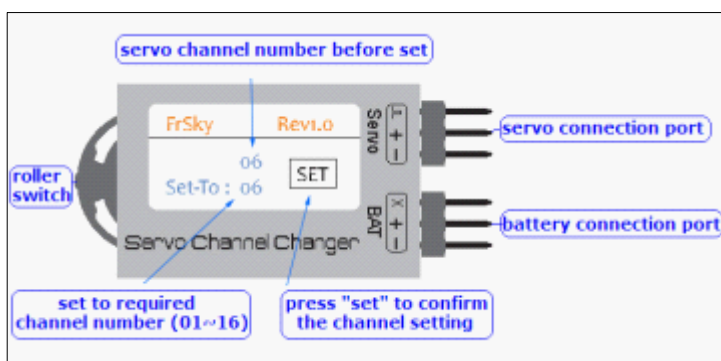 servo channel number before set
FrSky Rev1.0
06
Set-To : 06
SET
Servo
+ -
BAT
X + -
Servo Channel Changer
roller
switch
servo connection port
battery connection port
set to required
channel number (01~16)
press "set" to confirm
the channel setting